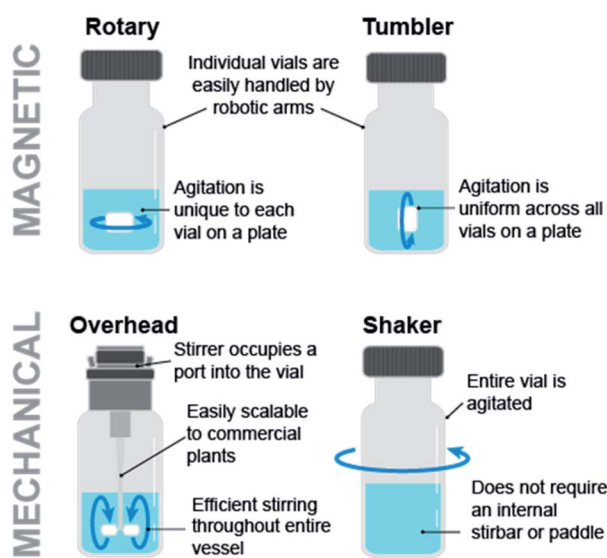 MAGNETIC
Rotary
Individual vials are
easily handled by
robotic arms
Agitation is
unique to each
vial on a plate
Tumbler
Agitation is
uniform across all
vials on a plate
MECHANICAL
Overhead
Stirrer occupies a
port into the vial
Easily scalable
to commercial
plants
Efficient stirring
throughout entire
vessel
Shaker
Entire vial is
agitated
Does not require
an internal
stirbar or paddle